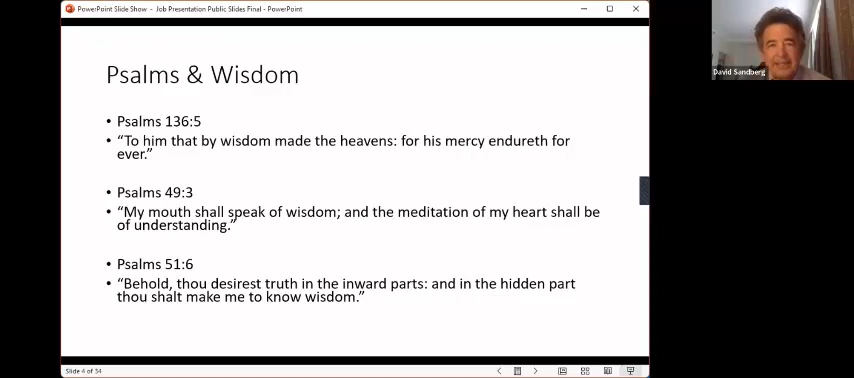 PowerPoint Slide Show - Job Presentation Public Slides Final - PowerPoint
David Sandberg
Psalms & Wisdom
• Psalms 136:5
• “To him that by wisdom made the heavens: for his mercy endureth for
ever.”
• Psalms 49:3
• “My mouth shall speak of wisdom; and the meditation of my heart shall be
of understanding.”
• Psalms 51:6
• “Behold, thou desirest truth in the inward parts: and in the hidden part
thou shalt make me to know wisdom.”
Slide 4 of 54